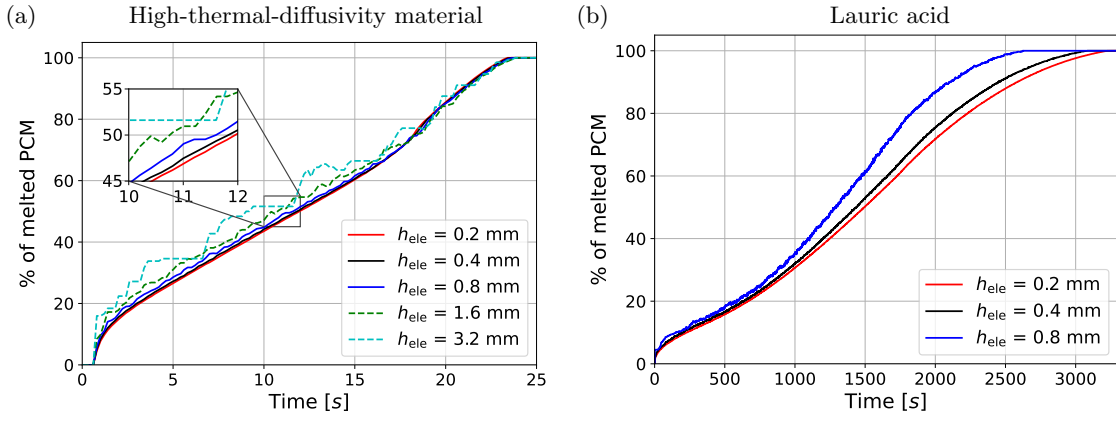 (a)
High-thermal-diffusivity material
% of melted PCM
100
80
60
40
20
0
0 5 10 15 20 25
Time [s]
55
50
45
10 11 12
h_ele = 0.2 mm
h_ele = 0.4 mm
h_ele = 0.8 mm
h_ele = 1.6 mm
h_ele = 3.2 mm
(b)
Lauric acid
% of melted PCM
100
80
60
40
20
0
0 500 1000 1500 2000 2500 3000
Time [s]
h_ele = 0.2 mm
h_ele = 0.4 mm
h_ele = 0.8 mm